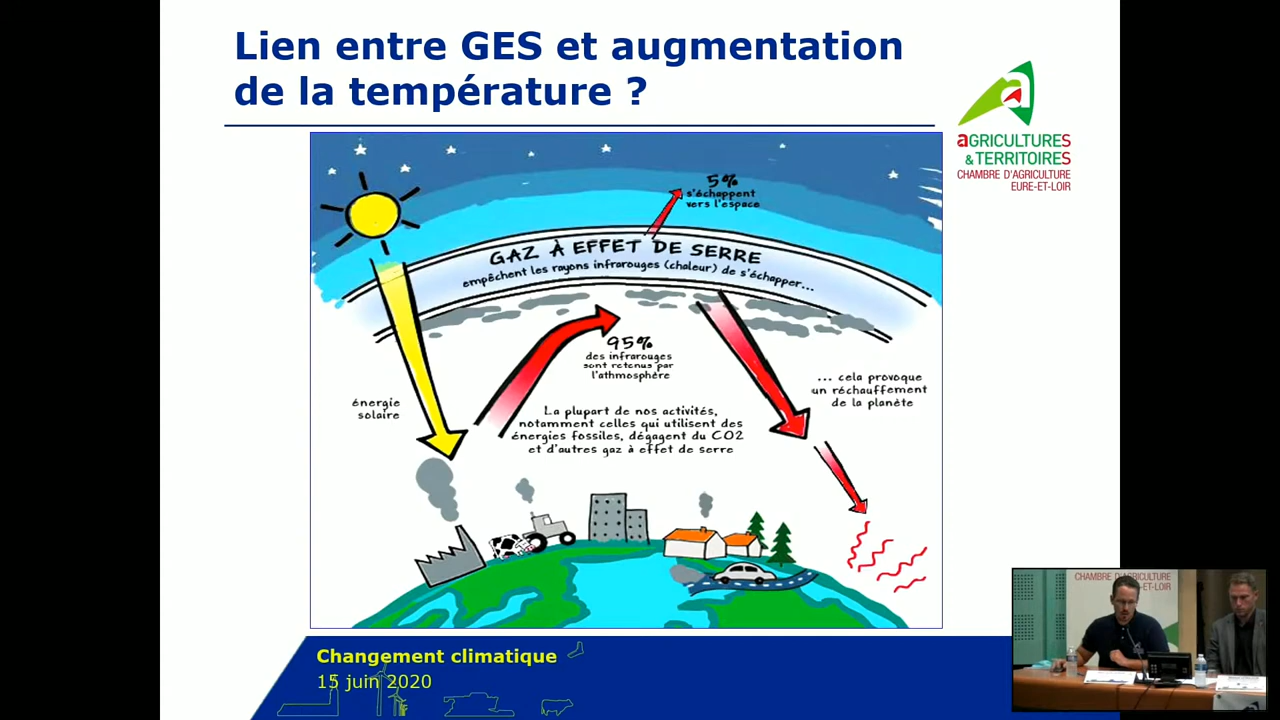 Lien entre GES et augmentation
de la température ?
aGRICULTURES
& TERRITOIRES
CHAMBRE D'AGRICULTURE
EURE-ET-LOIR
5%
s'échappent
vers l'espace
GAZ À EFFET DE SERRE
empêchent les rayons infrarouges (chaleur) de s'échapper...
95%
des infrarouges
sont retenus par
l'athmosphère
... cela provoque
un réchauffement
de la planète
énergie
solaire
La plupart de nos activités,
notamment celles qui utilisent des
énergies fossiles, dégagent du CO2
et d'autres gaz à effet de serre
Changement climatique
15 juin 2020
CHAMBRE D'AGRICULTURE
-ET-LOIR